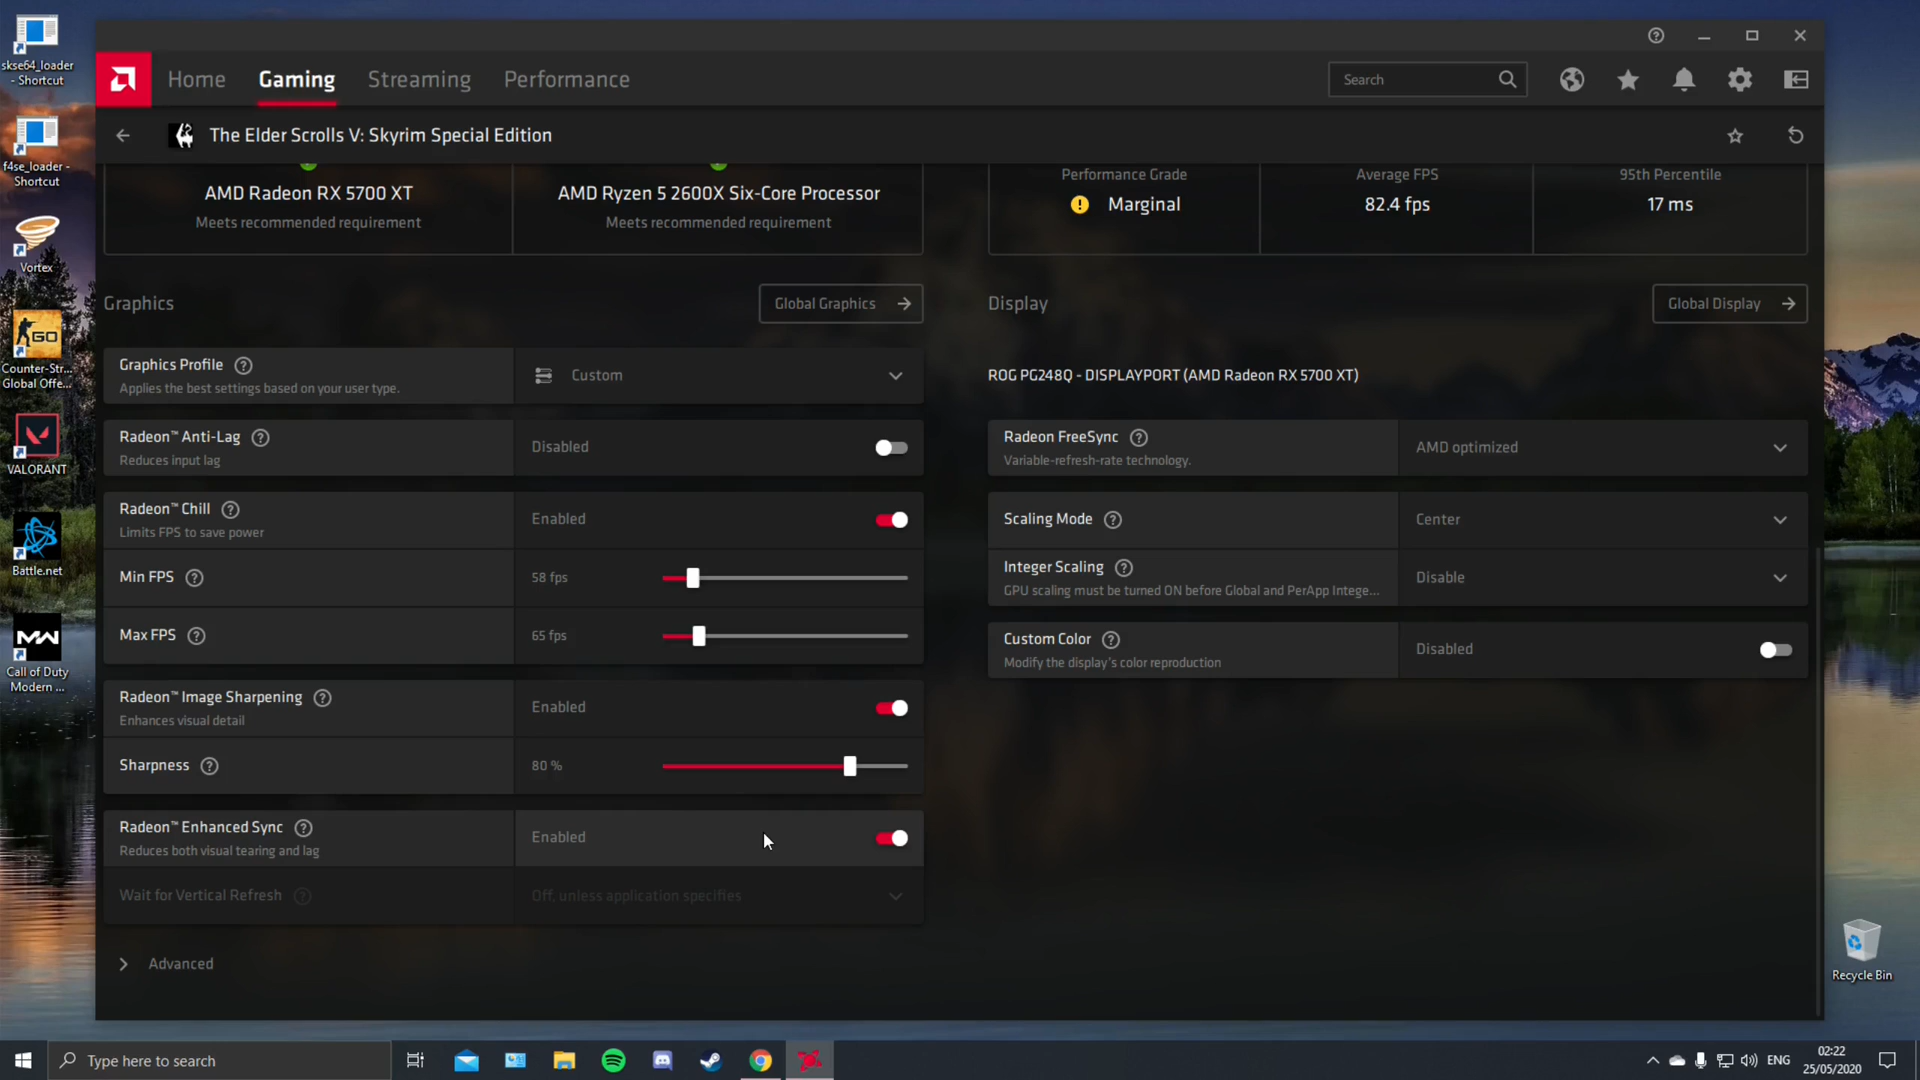 skse64_loader
- Shortcut
f4se_loader -
Shortcut
Vortex
GO
Counter-Str...
Global Offe...
VALORANT
Battle.net
MW
Call of Duty
Modern ...
Home
Gaming
Streaming
Performance
Search
The Elder Scrolls V: Skyrim Special Edition
AMD Radeon RX 5700 XT
Meets recommended requirement
AMD Ryzen 5 2600X Six-Core Processor
Meets recommended requirement
Performance Grade
Marginal
Average FPS
82.4 fps
95th Percentile
17 ms
Graphics
Global Graphics
Graphics Profile
Applies the best settings based on your user type.
Custom
Radeon™ Anti-Lag
Reduces input lag
Disabled
Radeon™ Chill
Limits FPS to save power
Enabled
Min FPS
58 fps
Max FPS
65 fps
Radeon™ Image Sharpening
Enhances visual detail
Enabled
Sharpness
80 %
Radeon™ Enhanced Sync
Reduces both visual tearing and lag
Enabled
Wait for Vertical Refresh
Off, unless application specifies
Advanced
Display
Global Display
ROG PG248Q - DISPLAYPORT (AMD Radeon RX 5700 XT)
Radeon FreeSync
Variable-refresh-rate technology.
AMD optimized
Scaling Mode
Center
Integer Scaling
GPU scaling must be turned ON before Global and PerApp Intege...
Disable
Custom Color
Modify the display's color reproduction
Disabled
Recycle Bin
Type here to search
ENG
02:22
25/05/2020